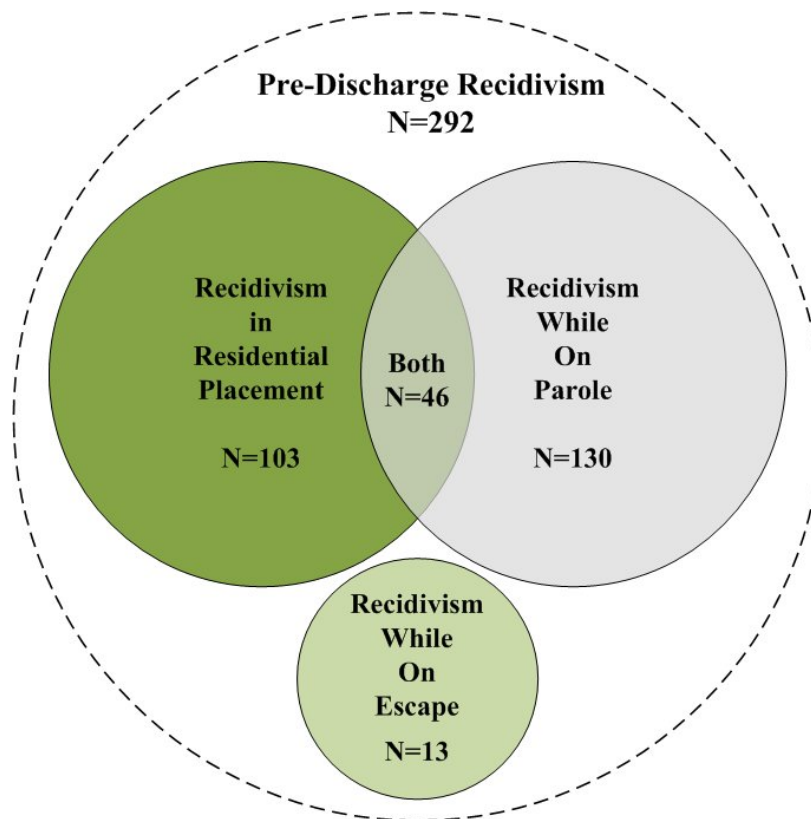 Pre-Discharge Recidivism
N=292
Recidivism
in
Residential
Placement
N=103
Both
N=46
Recidivism
While
On
Parole
N=130
Recidivism
While
On
Escape
N=13